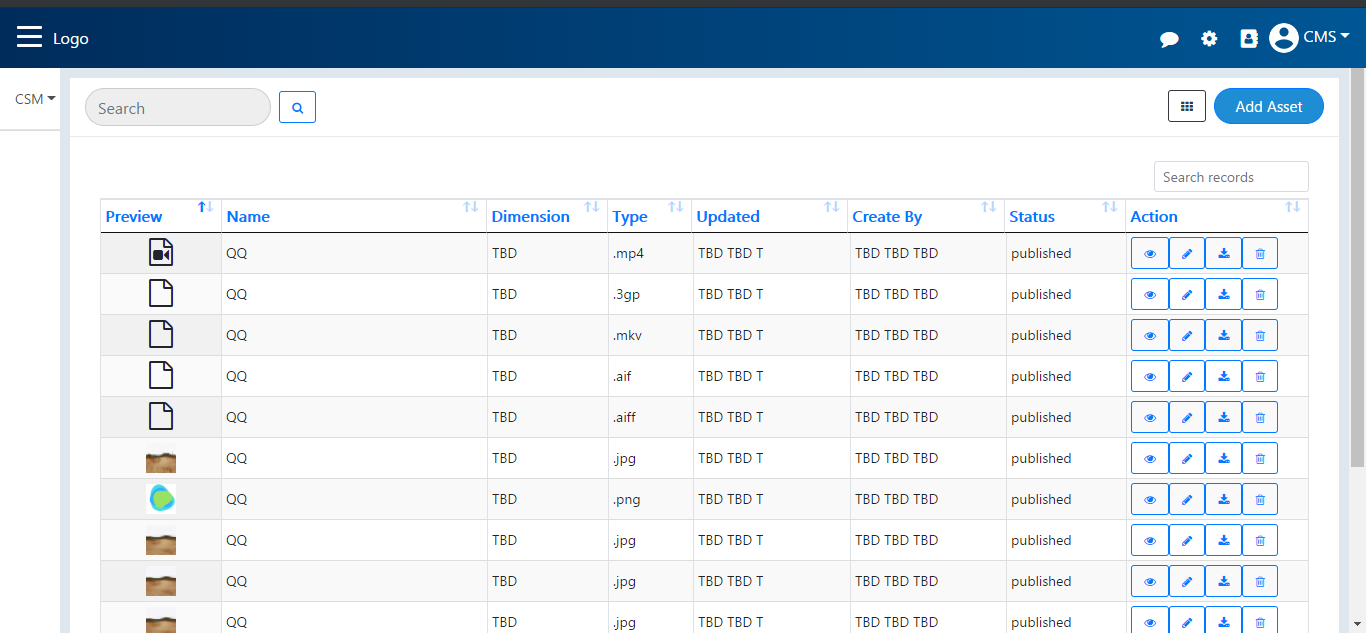 Logo
CMS
CSM
Search
Add Asset
Search records
Preview Name Dimension Type Updated Create By Status Action
QQ TBD .mp4 TBD TBD T TBD TBD TBD published
QQ TBD .3gp TBD TBD T TBD TBD TBD published
QQ TBD .mkv TBD TBD T TBD TBD TBD published
QQ TBD .aif TBD TBD T TBD TBD TBD published
QQ TBD .aiff TBD TBD T TBD TBD TBD published
QQ TBD .jpg TBD TBD T TBD TBD TBD published
QQ TBD .png TBD TBD T TBD TBD TBD published
QQ TBD .jpg TBD TBD T TBD TBD TBD published
QQ TBD .jpg TBD TBD T TBD TBD TBD published
QQ TBD .jpg TBD TBD T TBD TBD TBD published